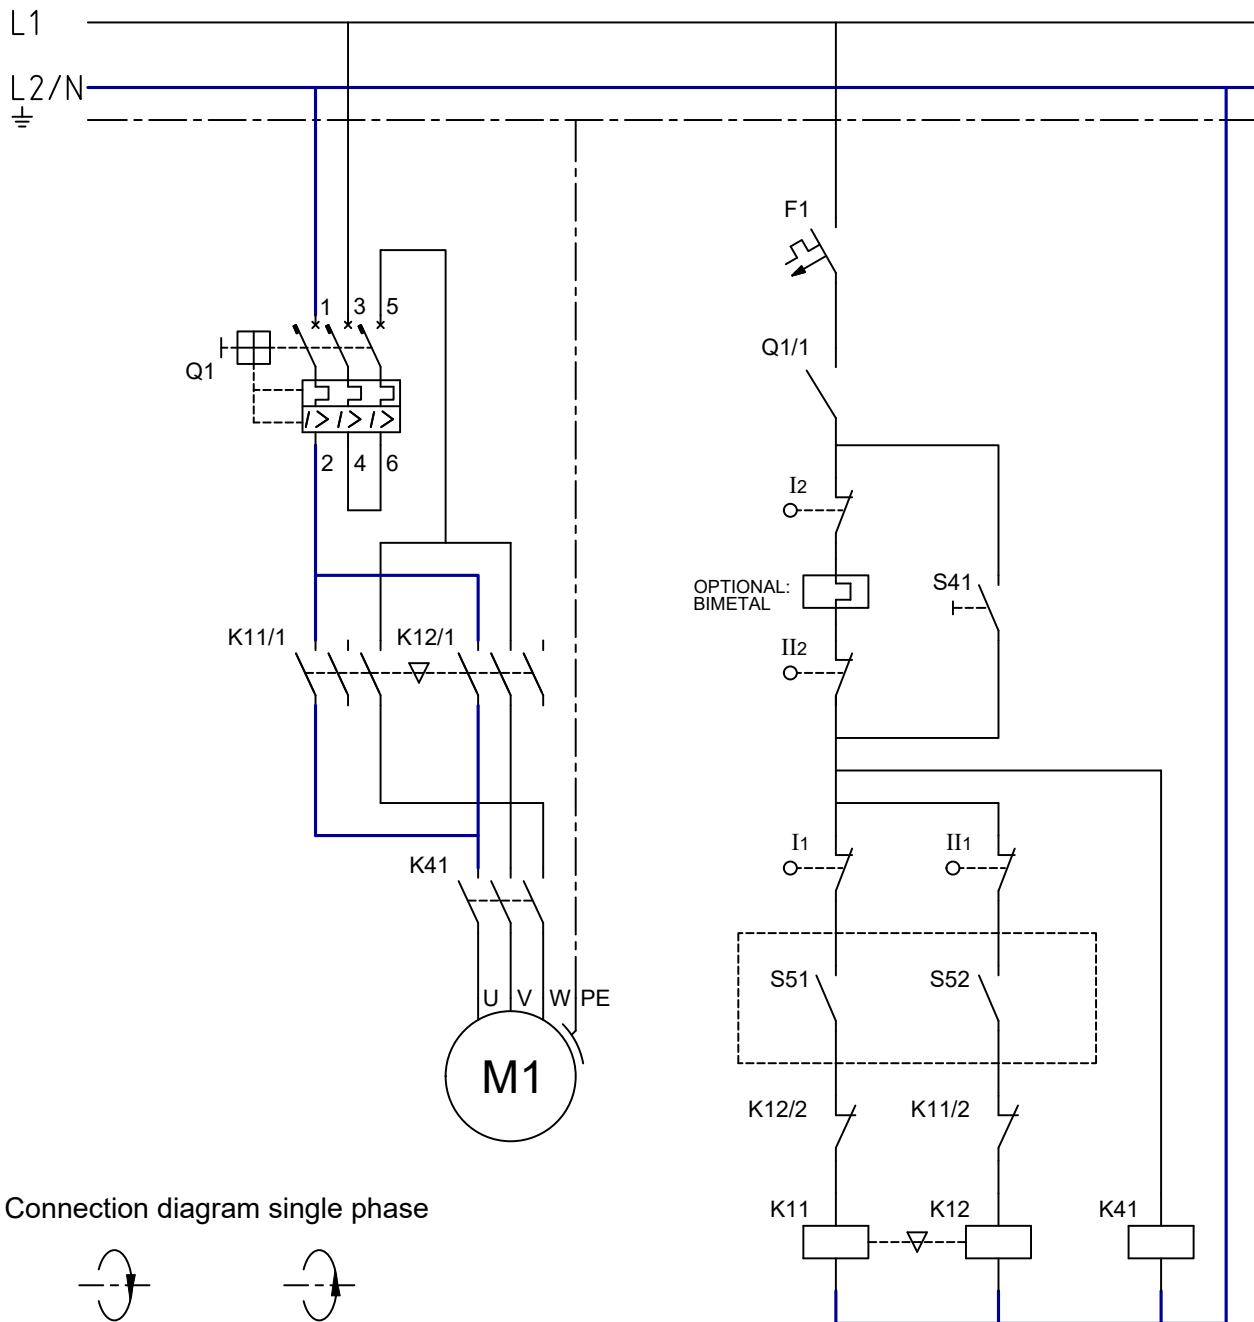 L1
L2/N
F1
1 3 5
Q1
Q1/1
I> I> I>
2 4 6
I2
OPTIONAL:
BIMETAL
S41
K11/1
K12/1
II2
K41
I1
II1
S51
S52
U V W PE
M1
K12/2
K11/2
Connection diagram single phase
K11
K12
K41